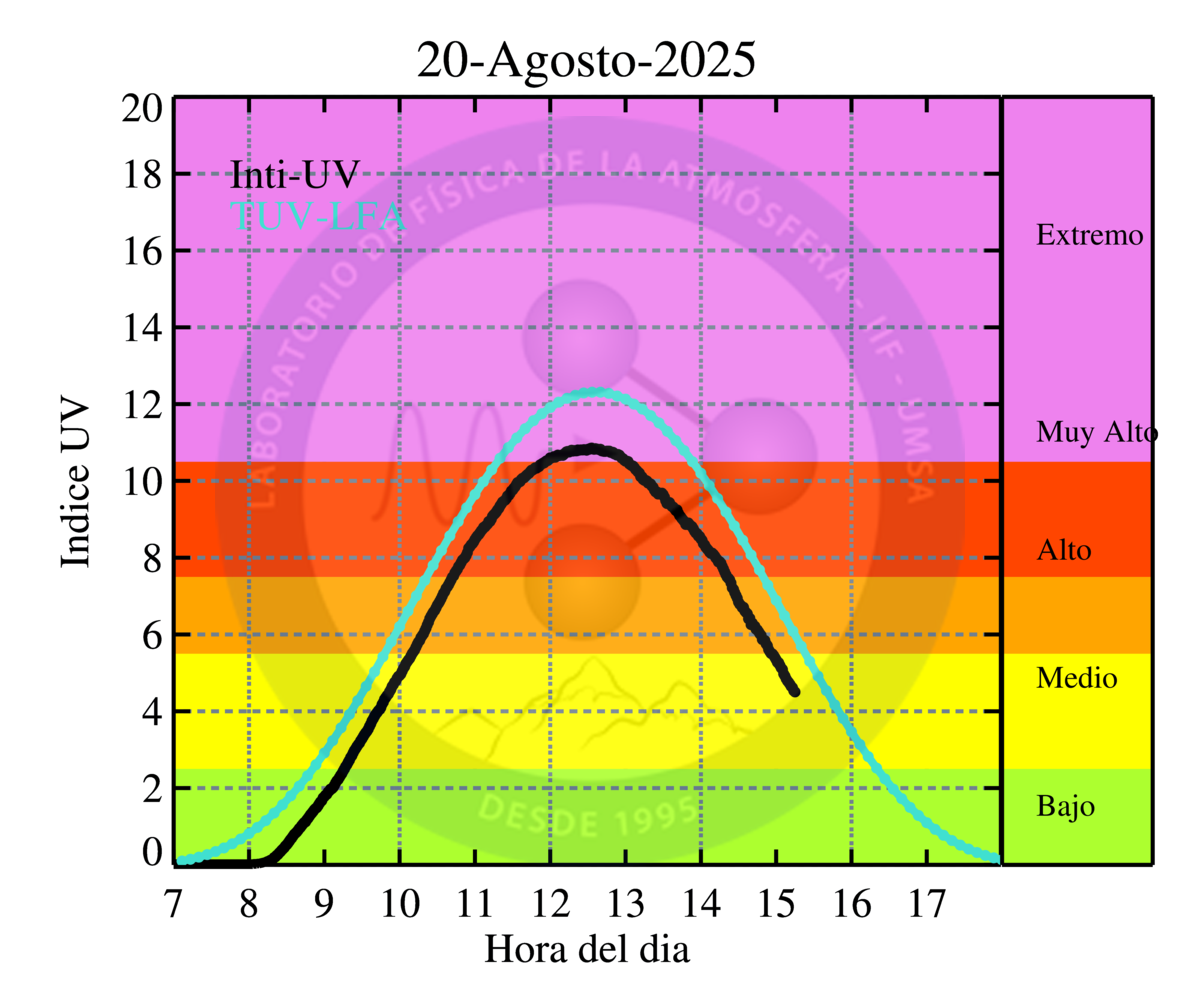 20-Agosto-2025
20
18
16
14
12
10
8
6
4
2
0
Indice UV
Inti-UV
TUV-LFA
LABORATORIO DE FÍSICA DE LA ATMÓSFERA - IIF - UMSA
DESDE 1995
Extremo
Muy Alto
Alto
Medio
Bajo
7 8 9 10 11 12 13 14 15 16 17
Hora del dia